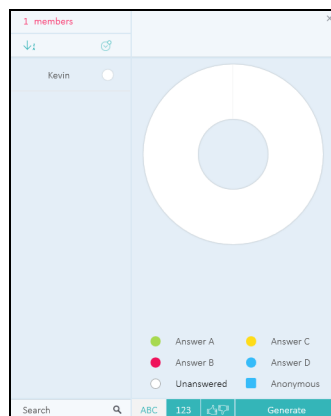 1 members
Kevin
Answer A
Answer C
Answer B
Answer D
Unanswered
Anonymous
Search
ABC
123
Generate